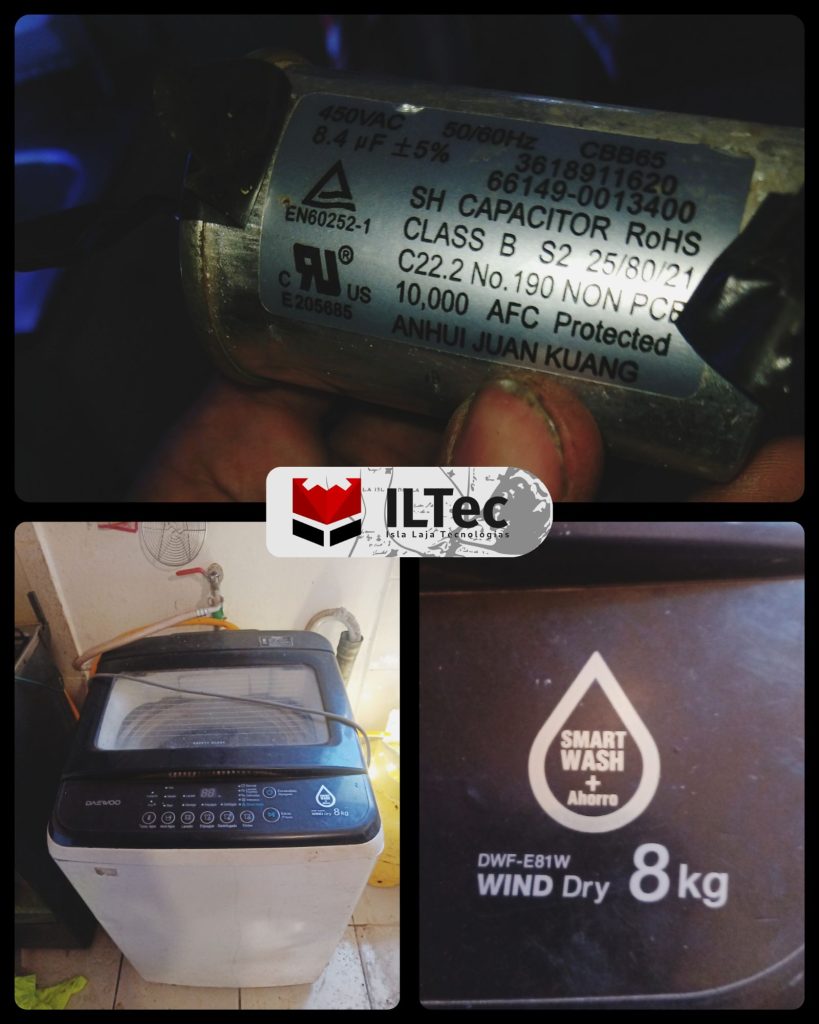 450VAC 50/60Hz CBB65
8.4 µF ±5% 3618911620
66149-0013400
EN60252-1
SH CAPACITOR RoHS
CLASS B S2 25/80/21
C22.2 No.190 NON PCB
C US
E205685
10,000 AFC Protected
ANHUI JUAN KUANG
ILTec
Isla Laja Tecnologías
DAEWOO
8kg
SMART
WASH
+
Ahorro
DWF-E81W
WIND Dry 8kg